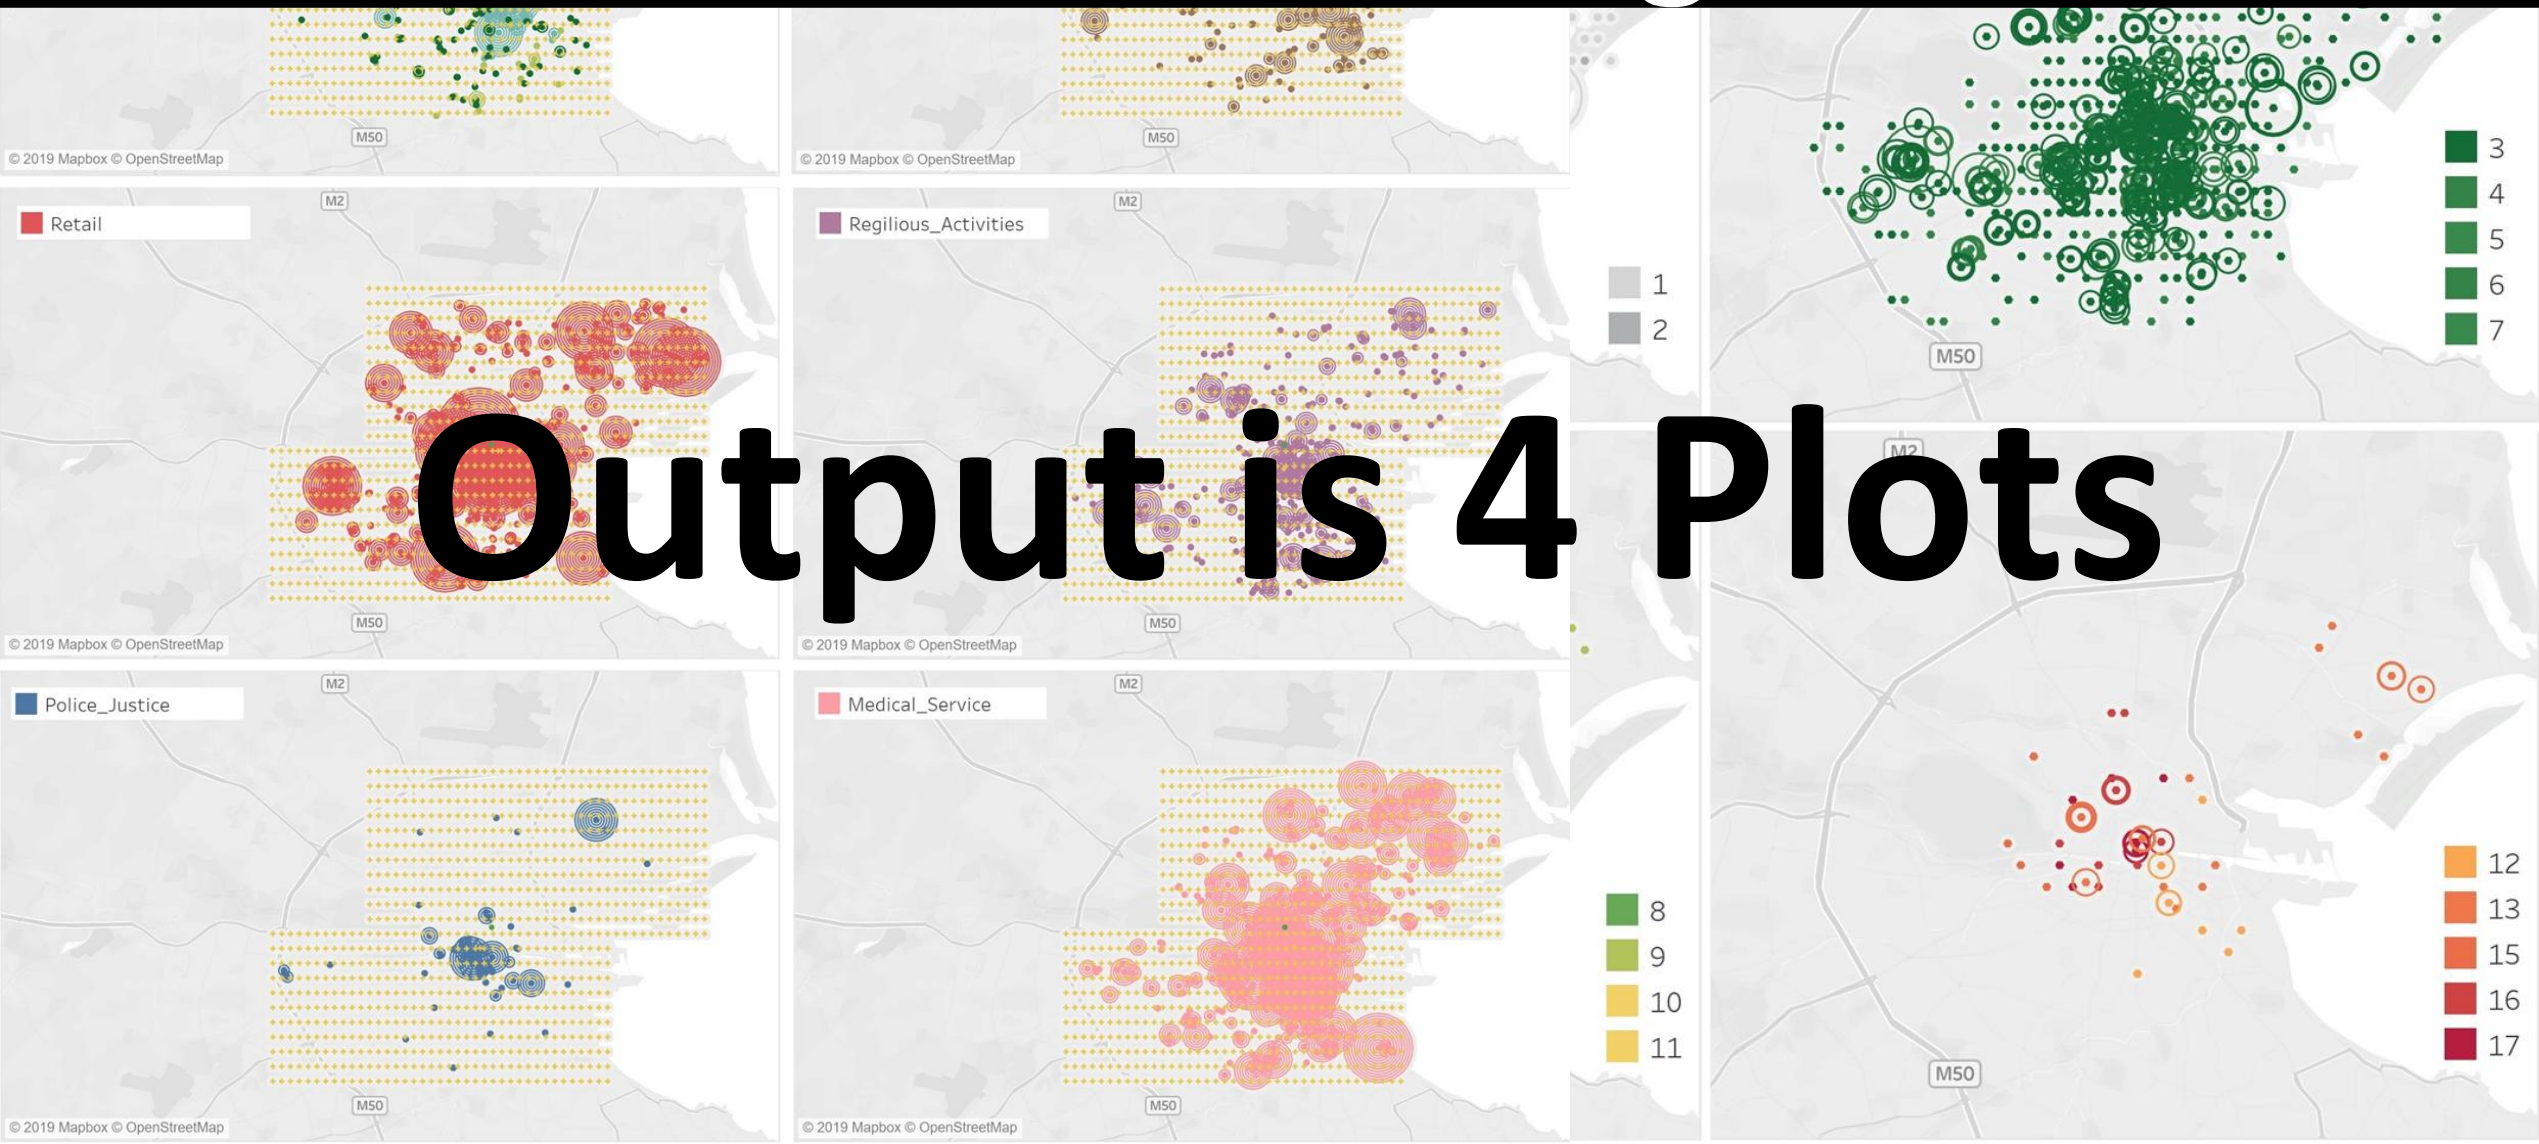 M50
M50
© 2019 Mapbox © OpenStreetMap
© 2019 Mapbox © OpenStreetMap
3
4
5
6
7
M50
M2
Retail
M2
Regilious_Activities
1
2
M50
© 2019 Mapbox © OpenStreetMap
M50
© 2019 Mapbox © OpenStreetMap
M2
Output is 4 Plots
M2
Police_Justice
M2
Medical_Service
8
9
10
11
12
13
15
16
17
M50
M50
© 2019 Mapbox © OpenStreetMap
M50
© 2019 Mapbox © OpenStreetMap